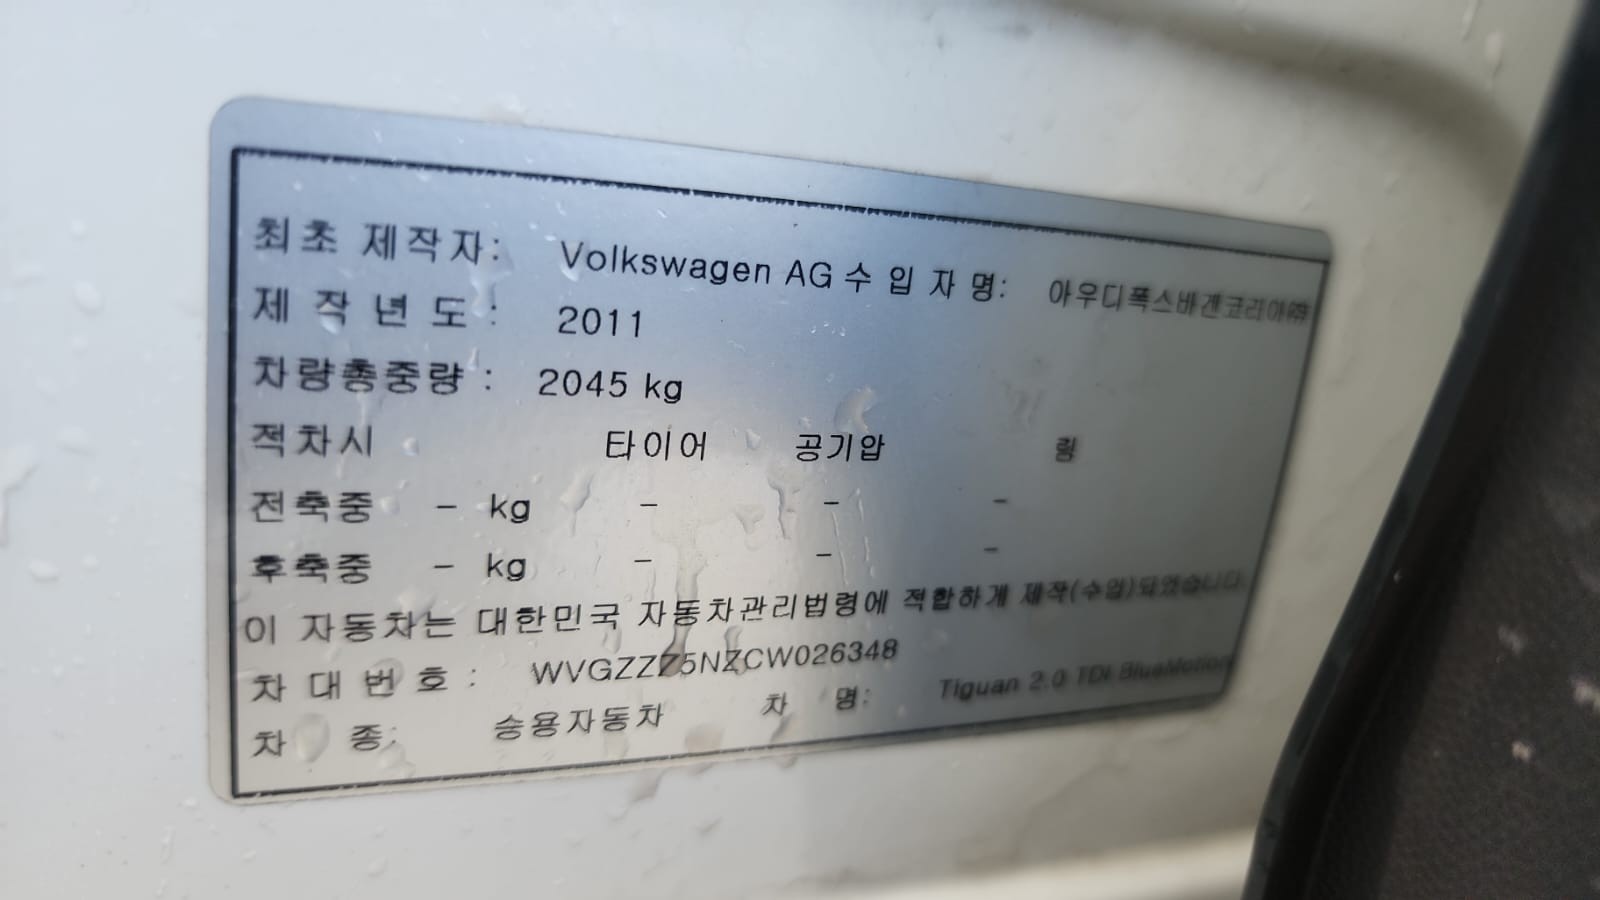 최초 제작자: Volkswagen AG 수 입 자 명: 아우디폭스바겐코리아㈜
제 작 년 도 : 2011
차량총중량 : 2045 kg
적차시 타이어 공기압 림
전축중 - kg - - -
후축중 - kg - - -
이 자동차는 대한민국 자동차관리법령에 적합하게 제작(수입)되었습니다.
차 대 번 호 : WVGZZZ5NZCW026348
차 종: 승용자동차 차 명: Tiguan 2.0 TDI BlueMotion